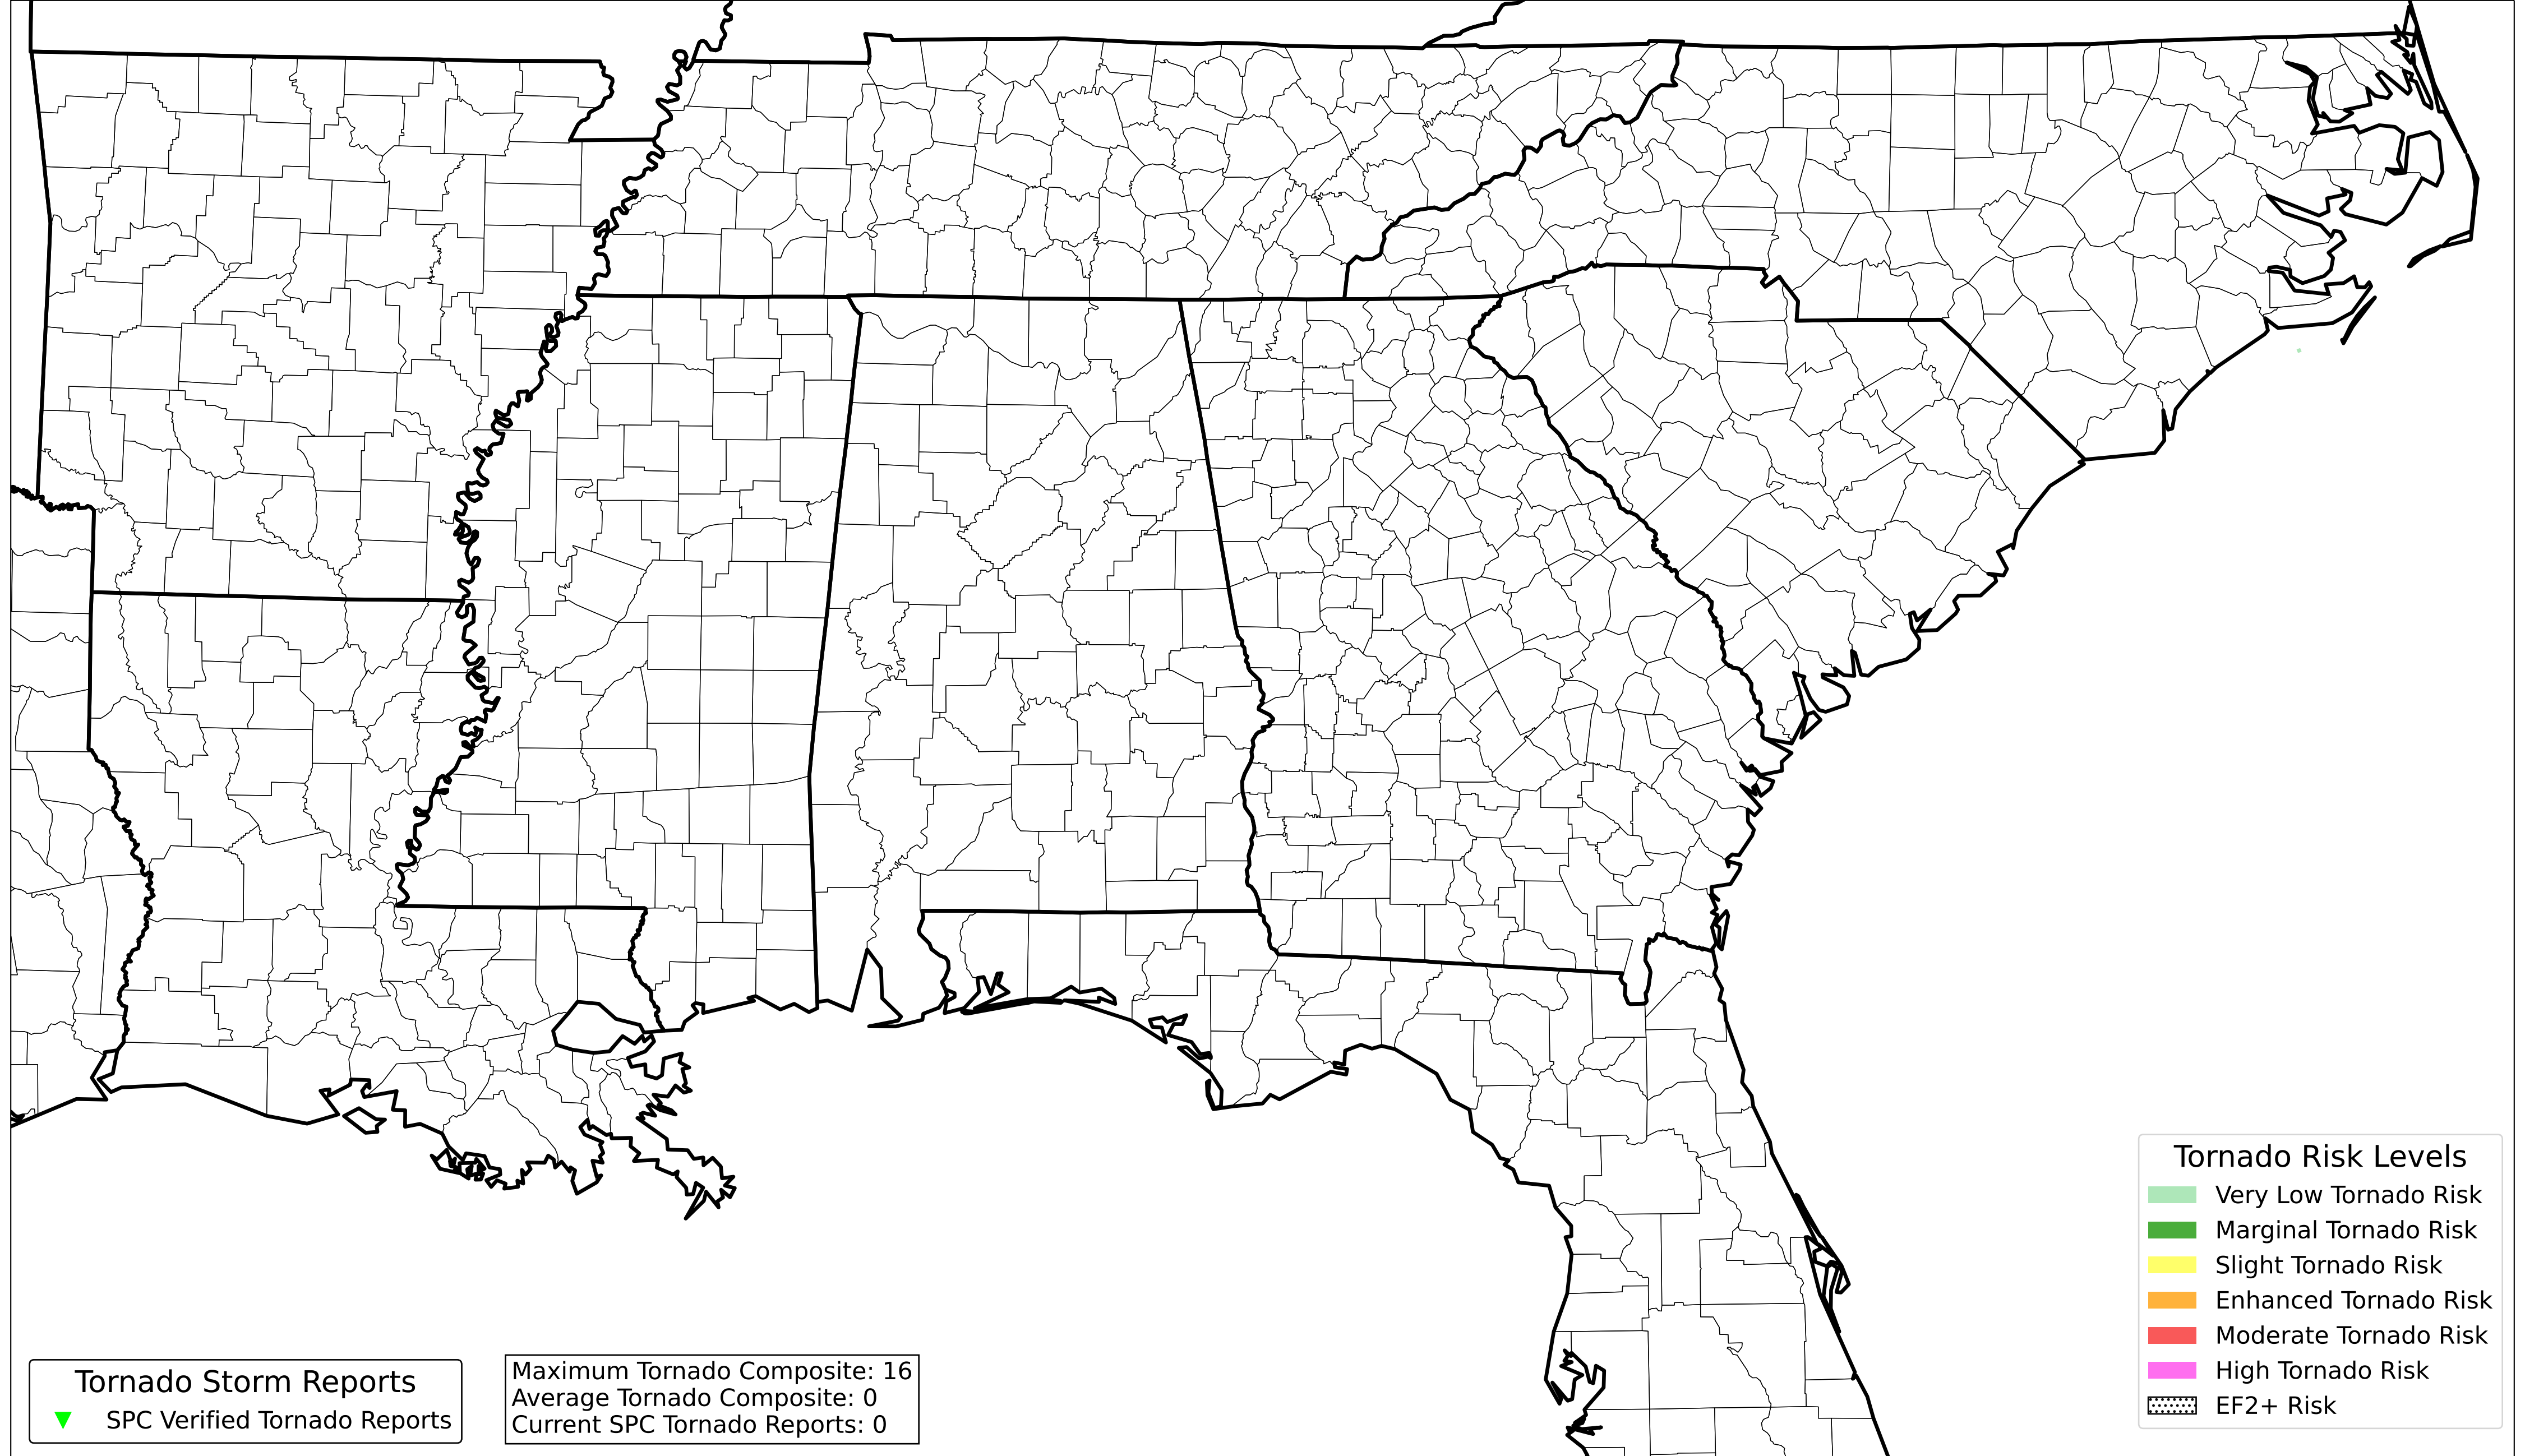 Tornado Risk Levels
Very Low Tornado Risk
Marginal Tornado Risk
Slight Tornado Risk
Enhanced Tornado Risk
Moderate Tornado Risk
High Tornado Risk
EF2+ Risk
Tornado Storm Reports
SPC Verified Tornado Reports
Maximum Tornado Composite: 16
Average Tornado Composite: 0
Current SPC Tornado Reports: 0